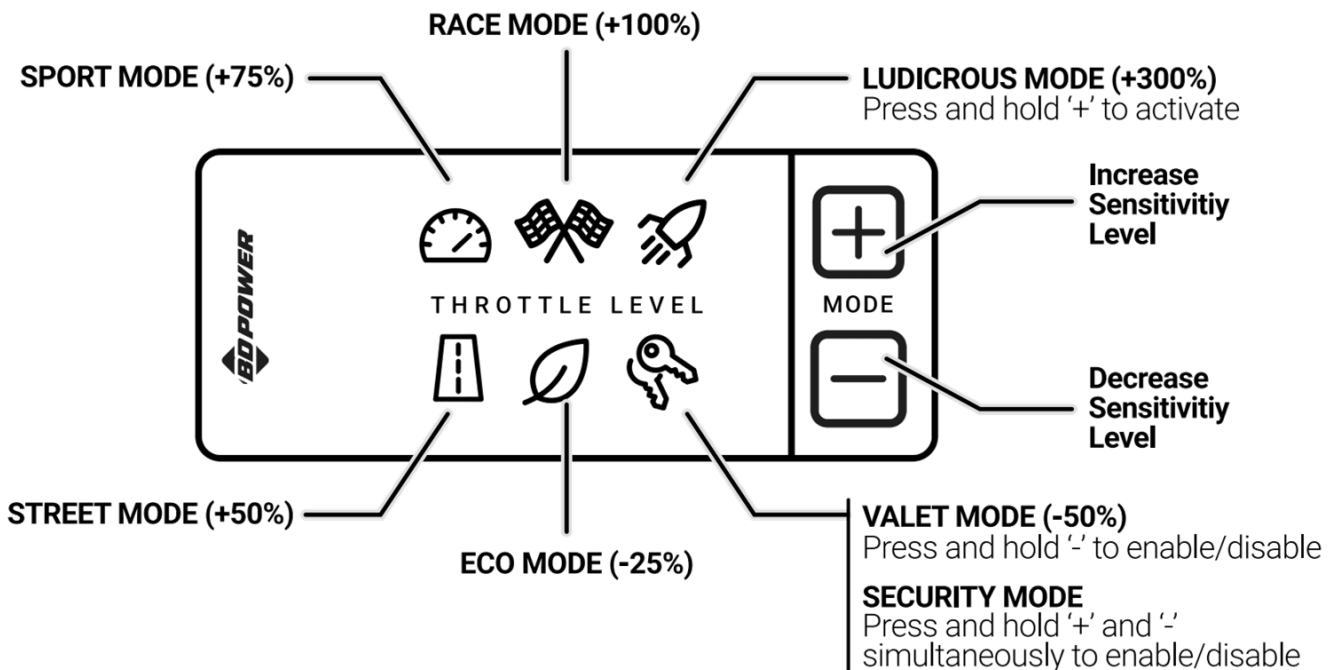 RACE MODE (+100%)
SPORT MODE (+75%)
LUDICROUS MODE (+300%)
Press and hold ‘+’ to activate
Increase
Sensitivitiy
Level
BD POWER
THROTTLE LEVEL
MODE
Decrease
Sensitivitiy
Level
STREET MODE (+50%)
ECO MODE (-25%)
VALET MODE (-50%)
Press and hold ‘-’ to enable/disable
SECURITY MODE
Press and hold ‘+’ and ‘-’
simultaneously to enable/disable